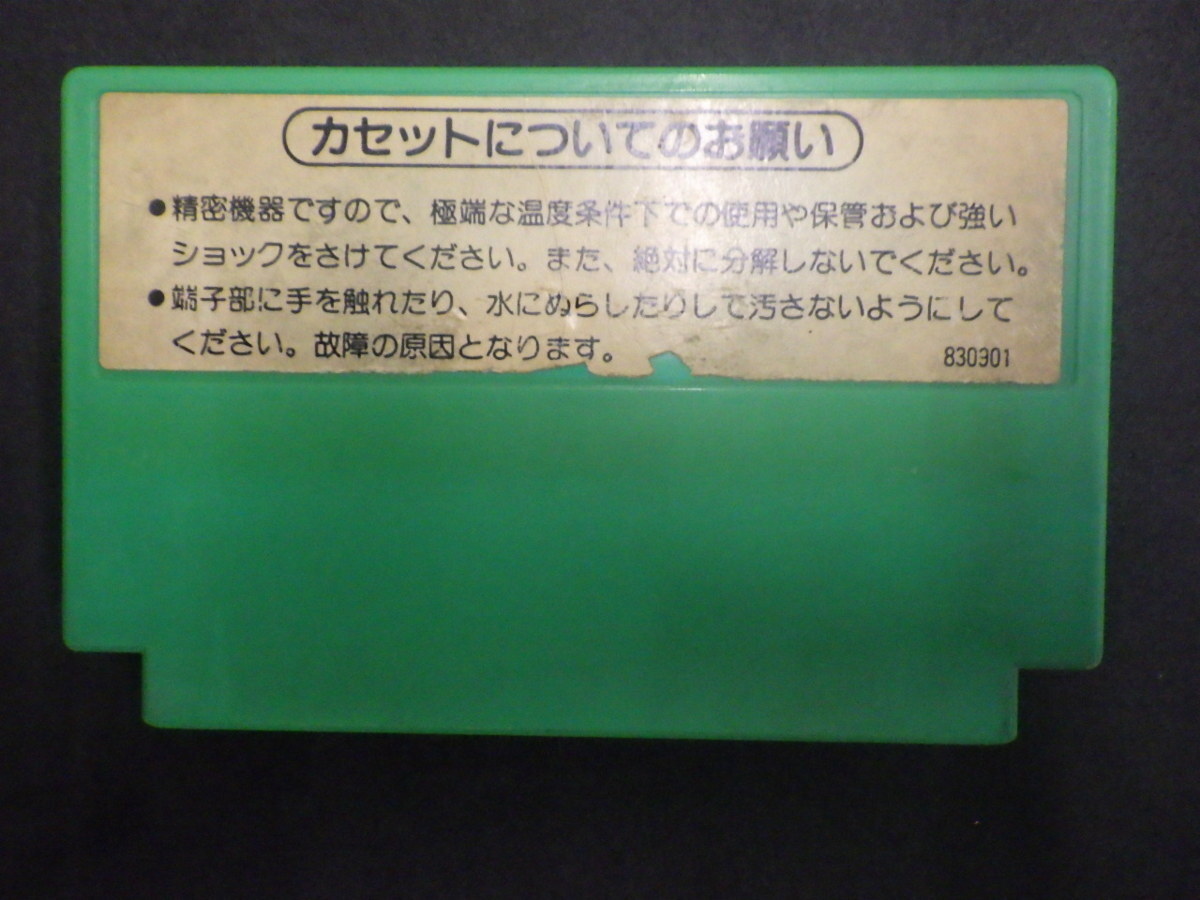 カセットについてのお願い
●精密機器ですので、極端な温度条件下での使用や保管および強い
ショックをさけてください。また、絶対に分解しないでください。
●端子部に手を触れたり、水にぬらしたりして汚さないようにして
ください。故障の原因となります。
830301